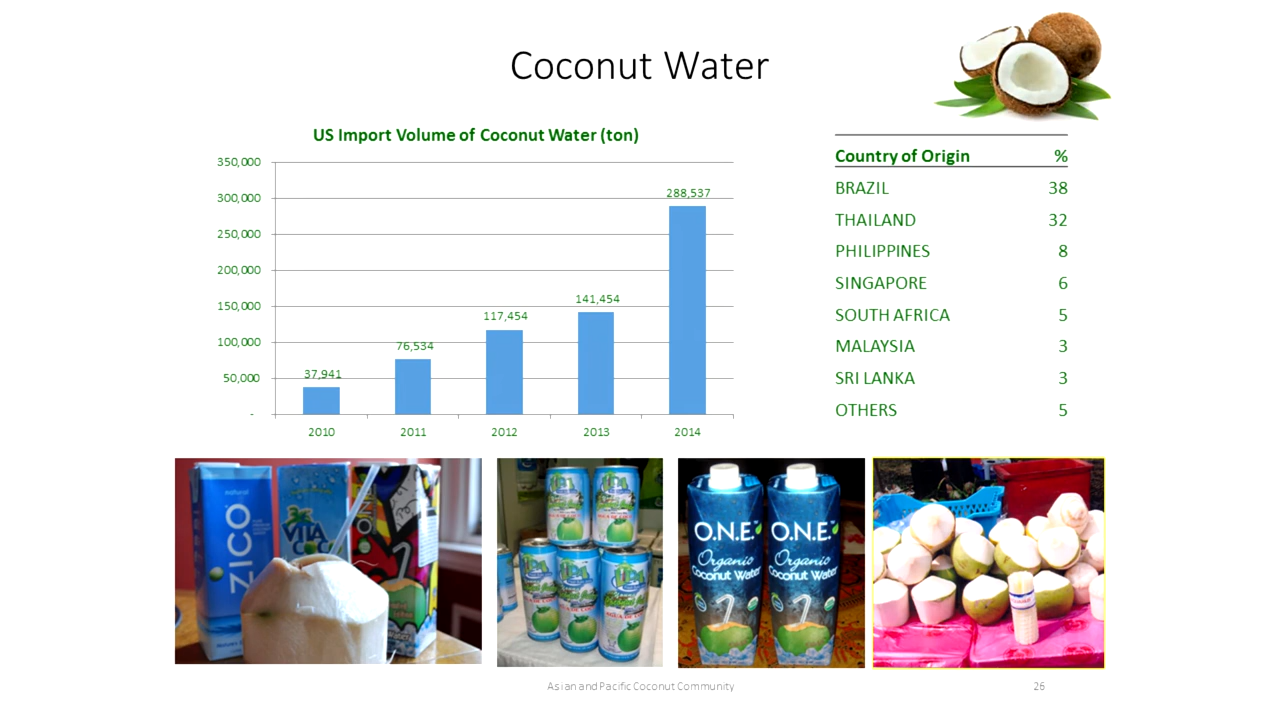 Coconut Water
US Import Volume of Coconut Water (ton)
350,000
300,000
250,000
200,000
150,000
100,000
50,000
-
37,941
76,534
117,454
141,454
288,537
2010 2011 2012 2013 2014
Country of Origin %
BRAZIL 38
THAILAND 32
PHILIPPINES 8
SINGAPORE 6
SOUTH AFRICA 5
MALAYSIA 3
SRI LANKA 3
OTHERS 5
natural
ZICO
VITA
COCO
ONE
O.N.E.
Organic
Coconut Water
O.N.E.
Organic
Coconut Water
Asian and Pacific Coconut Community
26